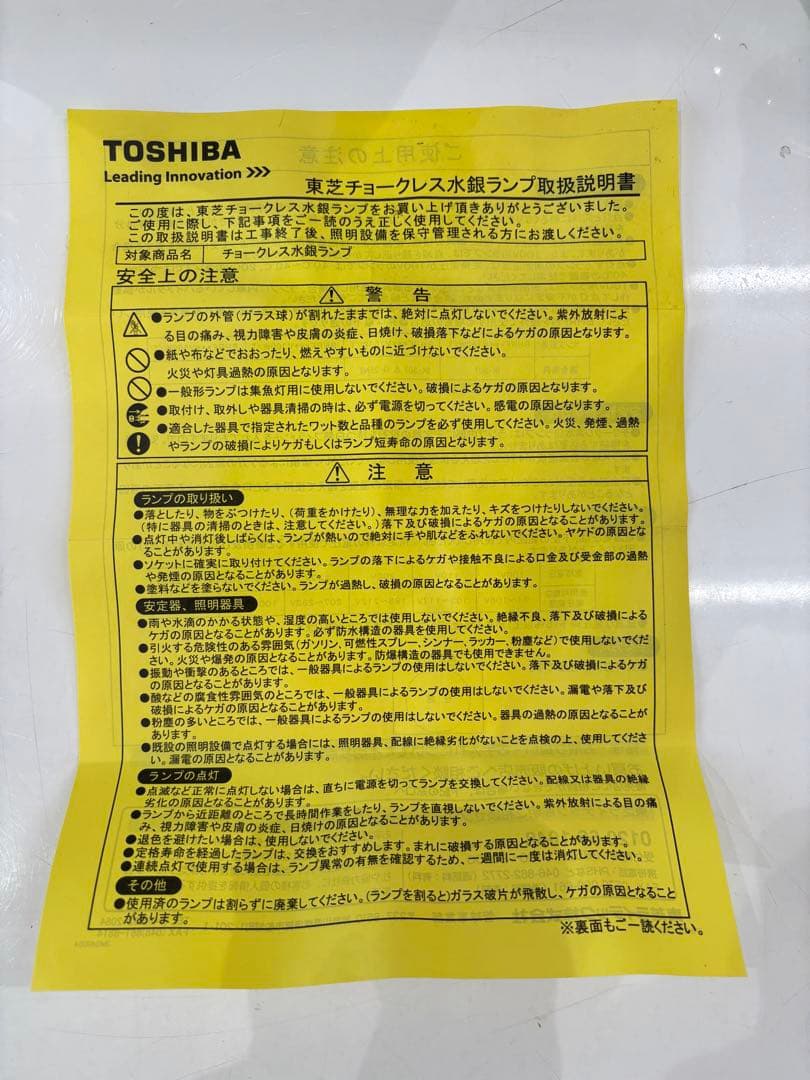 TOSHIBA
Leading Innovation >>>
東芝チョークレス水銀ランプ取扱説明書
この度は、東芝チョークレス水銀ランプをお買い上げ頂きありがとうございました。
ご使用に際し、下記事項をご一読のうえ正しく使用してください。
この取扱説明書は工事終了後、照明設備を保守管理される方にお渡しください。
対象商品名 チョークレス水銀ランプ
安全上の注意
警 告
●ランプの外管(ガラス球)が割れたままでは、絶対に点灯しないでください。紫外放射によ
る目の痛み、視力障害や皮膚の炎症、日焼け、破損落下などによるケガの原因となります。
●紙や布などでおおったり、燃えやすいものに近づけないでください。
火災や灯具過熱の原因となります。
●一般形ランプは集魚灯用に使用しないでください。破損によるケガの原因となります。
●取付け、取外しや器具清掃の時は、必ず電源を切ってください。感電の原因となります。
●適合した器具で指定されたワット数と品種のランプを必ず使用してください。火災、発煙、過熱
やランプの破損によりケガもしくはランプ短寿命の原因となります。
注 意
ランプの取り扱い
●落としたり、物をぶつけたり、(荷重をかけたり)、無理な力を加えたり、キズをつけたりしないでください。
(特に器具の清掃のときは、注意してください。)落下及び破損によるケガの原因となることがあります。
●点灯中や消灯後しばらくは、ランプが熱いので絶対に手や肌などをふれないでください。ヤケドの原因とな
ることがあります。
●ソケットに確実に取り付けてください。ランプの落下によるケガや接触不良による口金及び受金部の過熱
や発煙の原因となることがあります。
●塗料などを塗らないでください。ランプが過熱し、破損の原因となることがあります。
安定器、照明器具
●雨や水滴のかかる状態や、湿度の高いところでは使用しないでください。絶縁不良、落下及び破損による
ケガの原因となることがあります。必ず防水構造の器具を使用してください。
●引火する危険性のある雰囲気(ガソリン,可燃性スプレー,シンナー,ラッカー,粉塵など)で使用しないでくだ
さい。火災や爆発の原因となることがあります。防爆構造の器具でも使用できません。
●振動や衝撃のあるところでは、一般器具によるランプの使用はしないでください。落下及び破損によるケガ
の原因となることがあります。
●酸などの腐食性雰囲気のところでは、一般器具によるランプの使用はしないでください。漏電や落下及び
破損によるケガの原因となることがあります。
●粉塵の多いところでは、一般器具によるランプの使用はしないでください。器具の過熱の原因となることが
あります。
●既設の照明設備で点灯する場合には、照明器具、配線に絶縁劣化がないことを点検の上、使用してくださ
い。漏電の原因となることがあります。
ランプの点灯
●点滅など正常に点灯しない場合は、直ちに電源を切ってランプを交換してください。配線又は器具の絶縁
劣化の原因となることがあります。
●ランプから近距離のところで長時間作業をしたり、ランプを直視しないでください。紫外放射による目の痛
み、視力障害や皮膚の炎症、日焼けの原因となることがあります。
●退色を避けたい場合は、使用しないでください。
●定格寿命を経過したランプは、交換をおすすめします。まれに破損する原因となることがあります。
●連続点灯で使用する場合は、ランプ異常の有無を確認するため、一週間に一度は消灯してください。
その他
●使用済のランプは割らずに廃棄してください。(ランプを割ると)ガラス破片が飛散し、ケガの原因となること
があります。
※裏面もご一読ください。